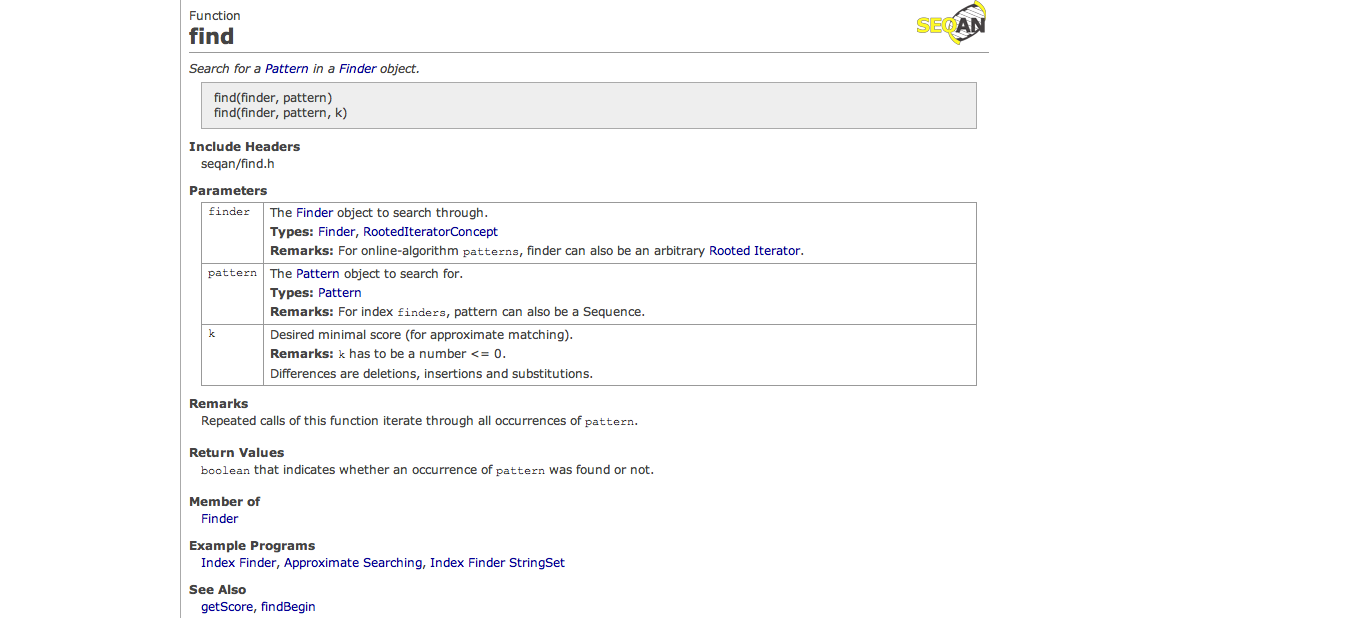 Function
find
SEQAN
Search for a Pattern in a Finder object.
find(finder, pattern)
find(finder, pattern, k)
Include Headers
seqan/find.h
Parameters
finder
The Finder object to search through.
Types: Finder, RootedIteratorConcept
Remarks: For online-algorithm patterns, finder can also be an arbitrary Rooted Iterator.
pattern
The Pattern object to search for.
Types: Pattern
Remarks: For index finders, pattern can also be a Sequence.
k
Desired minimal score (for approximate matching).
Remarks: k has to be a number <= 0.
Differences are deletions, insertions and substitutions.
Remarks
Repeated calls of this function iterate through all occurrences of pattern.
Return Values
boolean that indicates whether an occurrence of pattern was found or not.
Member of
Finder
Example Programs
Index Finder, Approximate Searching, Index Finder StringSet
See Also
getScore, findBegin